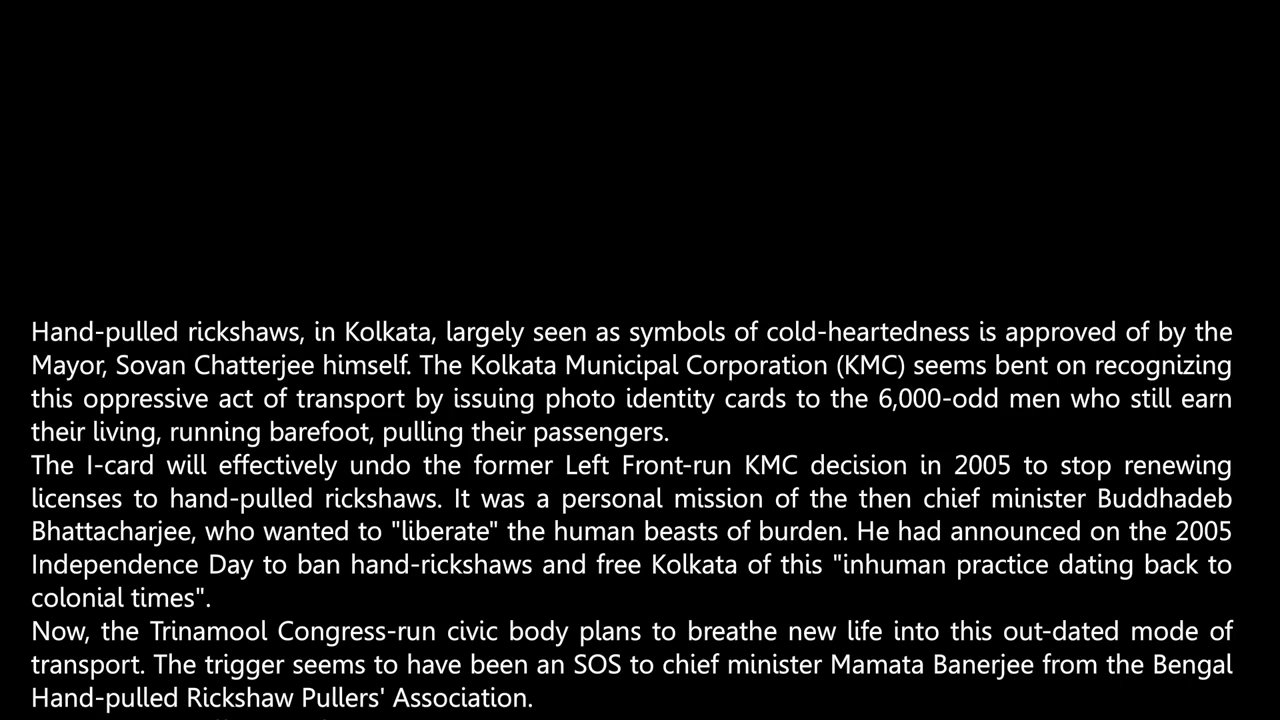 Hand-pulled rickshaws, in Kolkata, largely seen as symbols of cold-heartedness is approved of by the
Mayor, Sovan Chatterjee himself. The Kolkata Municipal Corporation (KMC) seems bent on recognizing
this oppressive act of transport by issuing photo identity cards to the 6,000-odd men who still earn
their living, running barefoot, pulling their passengers.
The I-card will effectively undo the former Left Front-run KMC decision in 2005 to stop renewing
licenses to hand-pulled rickshaws. It was a personal mission of the then chief minister Buddhadeb
Bhattacharjee, who wanted to "liberate" the human beasts of burden. He had announced on the 2005
Independence Day to ban hand-rickshaws and free Kolkata of this "inhuman practice dating back to
colonial times".
Now, the Trinamool Congress-run civic body plans to breathe new life into this out-dated mode of
transport. The trigger seems to have been an SOS to chief minister Mamata Banerjee from the Bengal
Hand-pulled Rickshaw Pullers' Association.